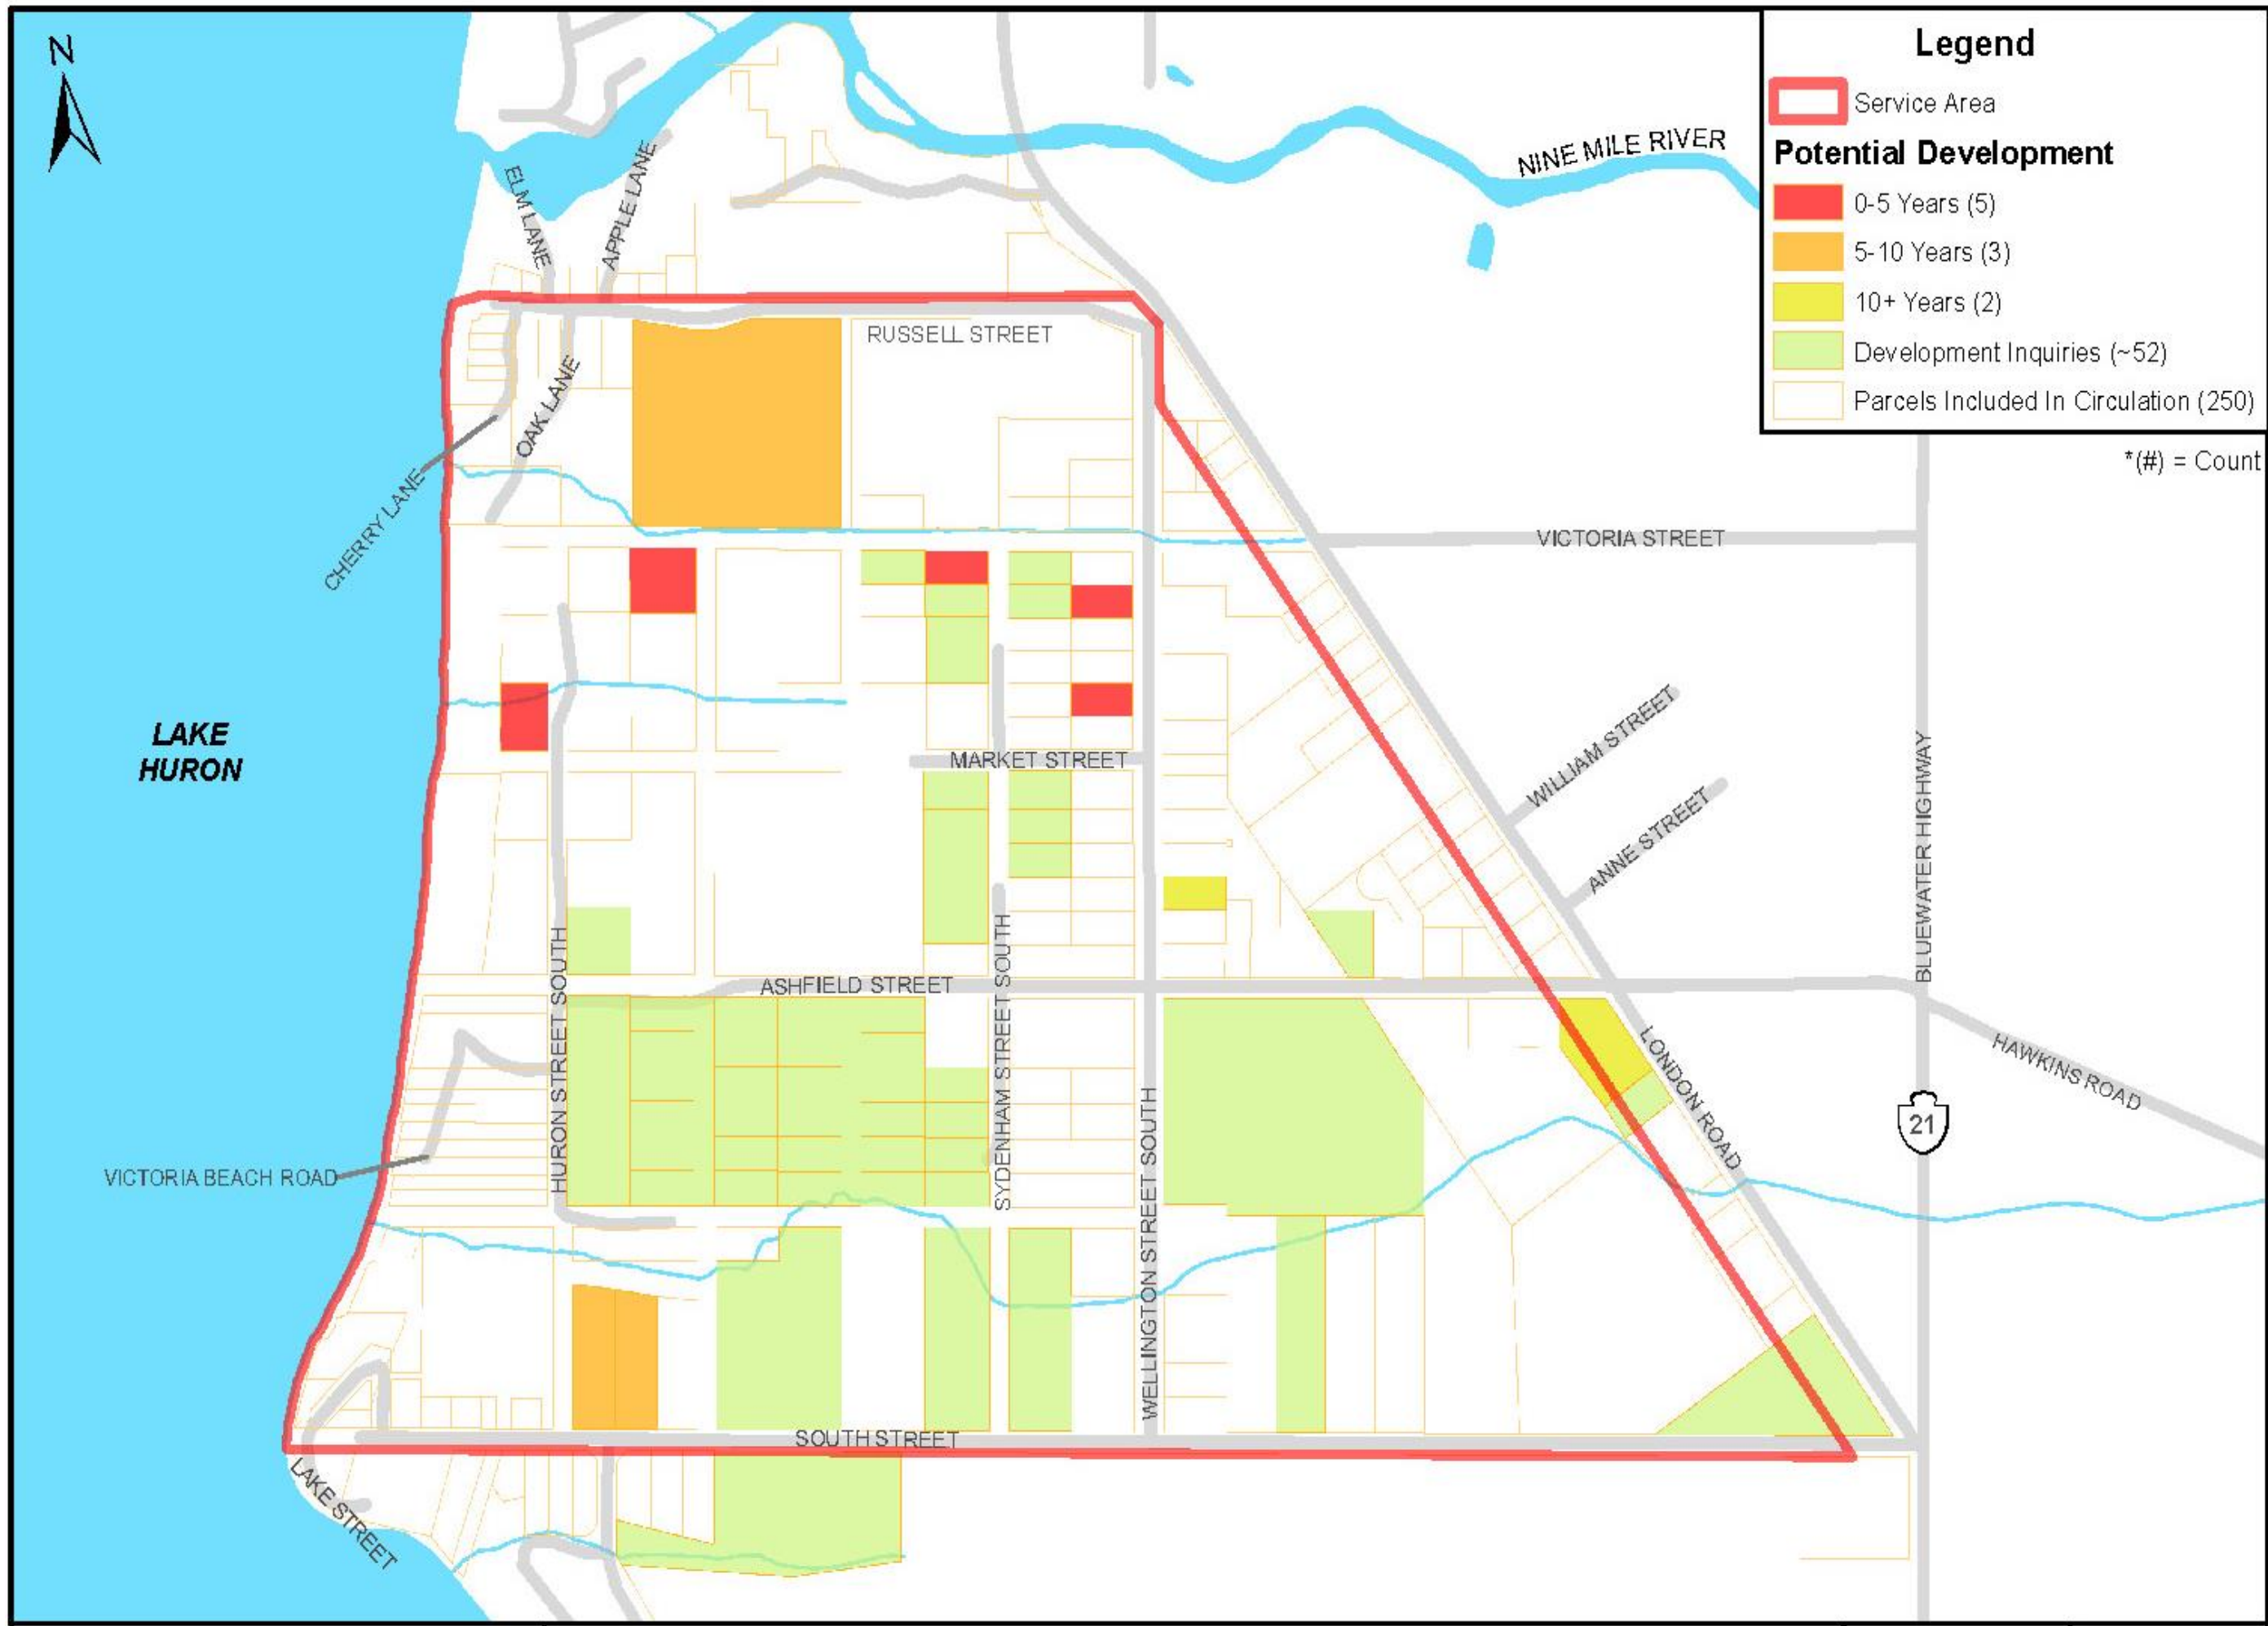 N
Legend
Service Area
Potential Development
0-5 Years (5)
5-10 Years (3)
10+ Years (2)
Development Inquiries (~52)
Parcels Included In Circulation (250)
*(#) = Count
NINE MILE RIVER
ELM LANE
APPLE LANE
RUSSELL STREET
OAK LANE
CHERRY LANE
VICTORIA STREET
LAKE
HURON
MARKET STREET
WILLIAM STREET
ANNE STREET
BLUEWATER HIGHWAY
HURON STREET SOUTH
ASHFIELD STREET
SYDENHAM STREET SOUTH
WELLINGTON STREET SOUTH
LONDON ROAD
HAWKINS ROAD
21
VICTORIA BEACH ROAD
SOUTH STREET
LAKE STREET